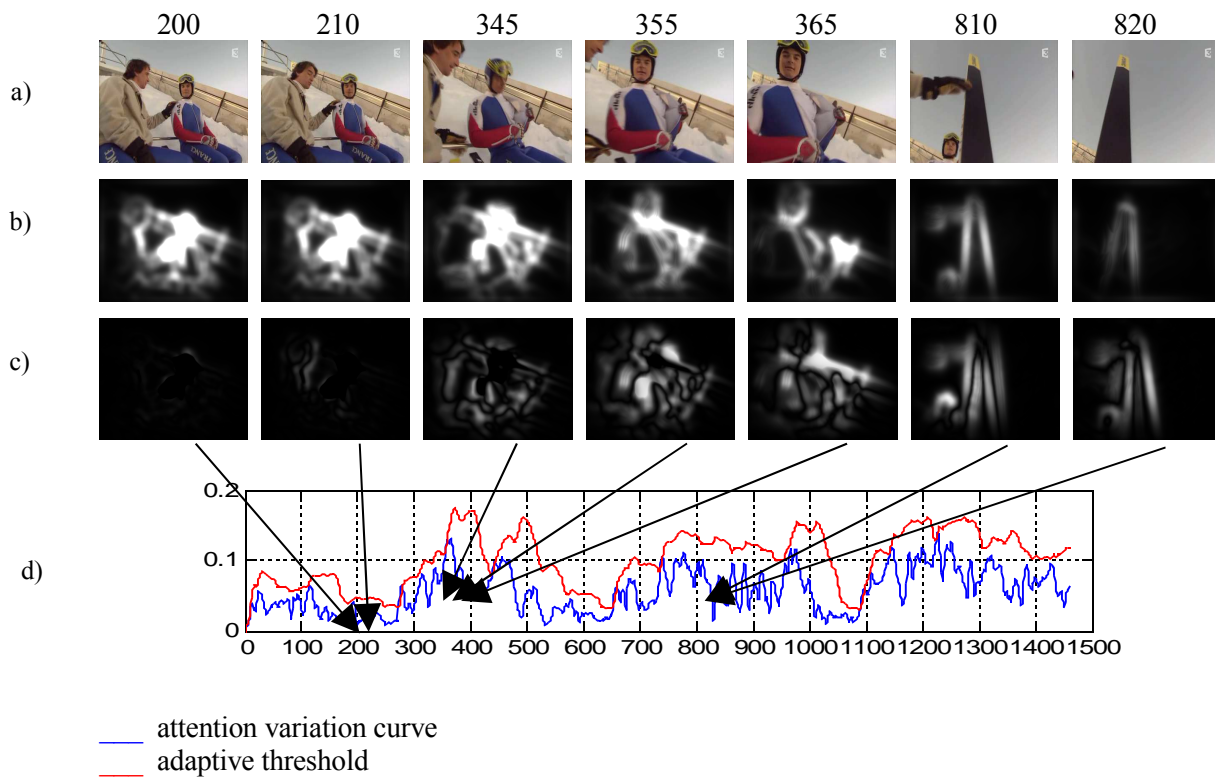 200 210 345 355 365 810 820
a)
E E E E E E E
FRANC
b)
c)
0.2
0.1
d)
0
0 100 200 300 400 500 600 700 800 900 1000 1100 1200 1300 1400 1500
attention variation curve
adaptive threshold